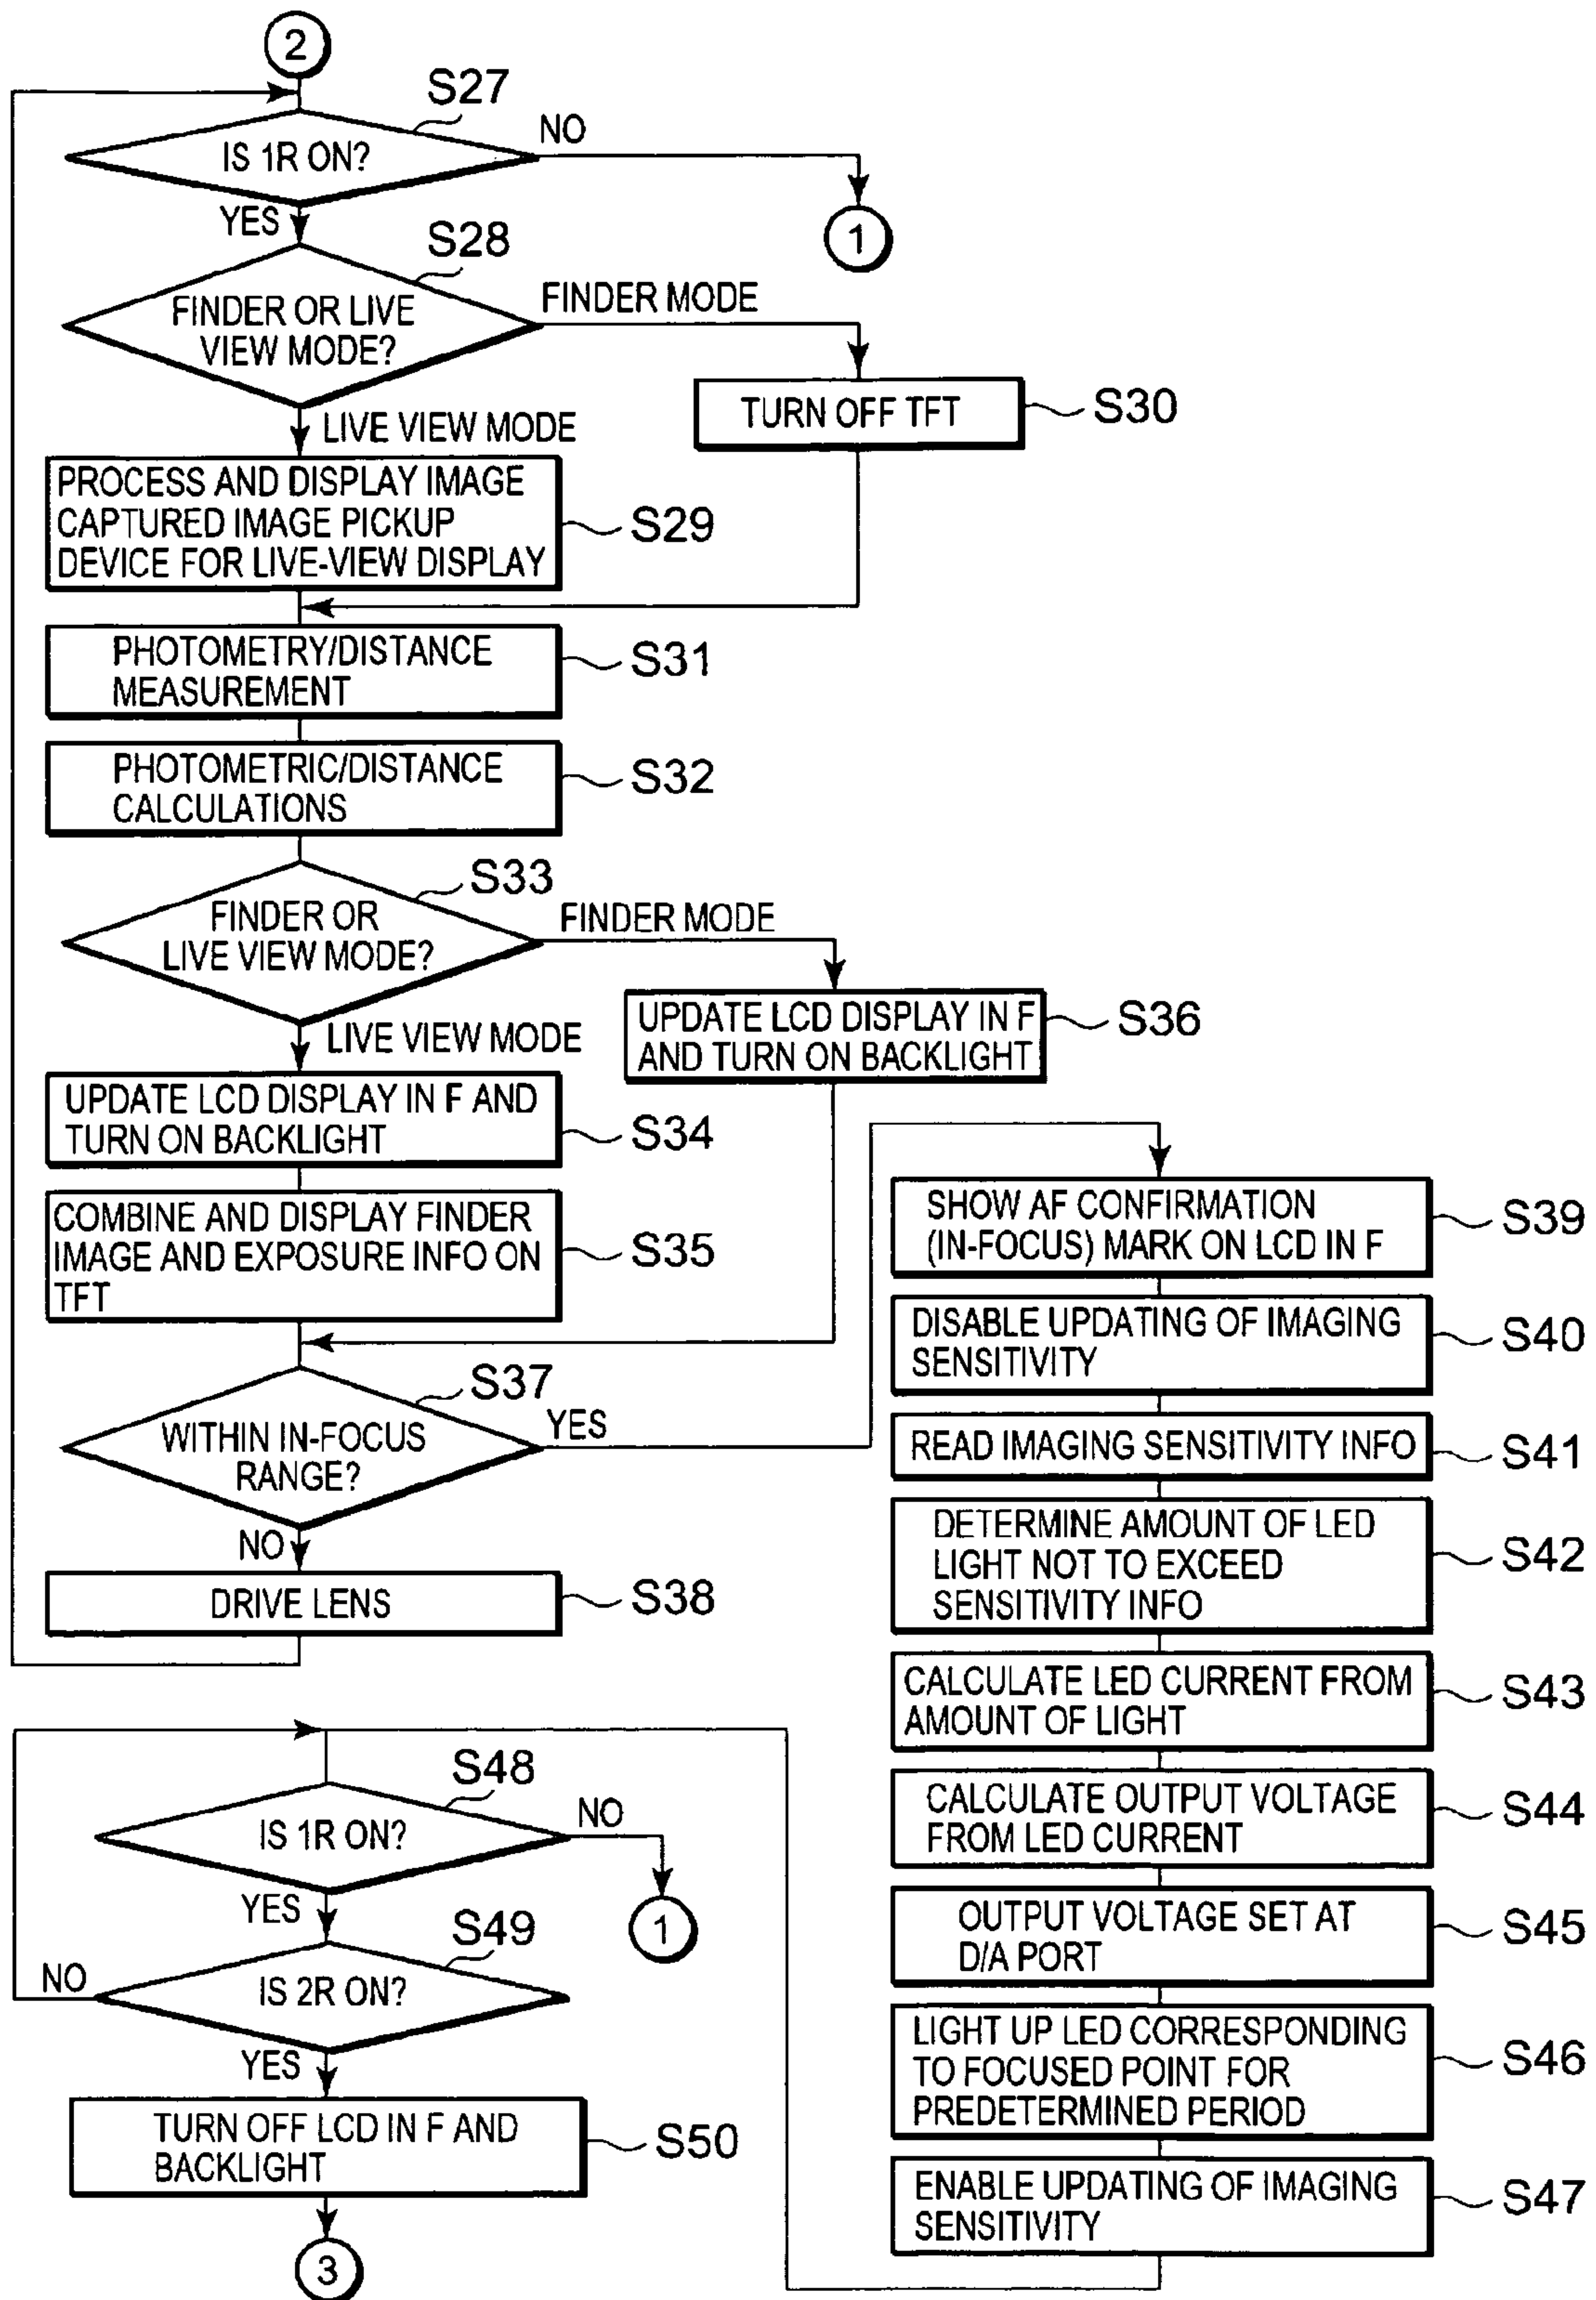 2
S27
IS 1R ON?
NO
1
YES
S28
FINDER OR LIVE
VIEW MODE?
FINDER MODE
TURN OFF TFT
S30
LIVE VIEW MODE
PROCESS AND DISPLAY IMAGE
CAPTURED IMAGE PICKUP
DEVICE FOR LIVE-VIEW DISPLAY
S29
PHOTOMETRY/DISTANCE
MEASUREMENT
S31
PHOTOMETRIC/DISTANCE
CALCULATIONS
S32
S33
FINDER OR
LIVE VIEW MODE?
FINDER MODE
UPDATE LCD DISPLAY IN F
AND TURN ON BACKLIGHT
S36
LIVE VIEW MODE
UPDATE LCD DISPLAY IN F AND
TURN ON BACKLIGHT
S34
COMBINE AND DISPLAY FINDER
IMAGE AND EXPOSURE INFO ON
TFT
S35
S37
WITHIN IN-FOCUS
RANGE?
YES
NO
DRIVE LENS
S38
SHOW AF CONFIRMATION
(IN-FOCUS) MARK ON LCD IN F
S39
DISABLE UPDATING OF IMAGING
SENSITIVITY
S40
READ IMAGING SENSITIVITY INFO
S41
DETERMINE AMOUNT OF LED
LIGHT NOT TO EXCEED
SENSITIVITY INFO
S42
CALCULATE LED CURRENT FROM
AMOUNT OF LIGHT
S43
CALCULATE OUTPUT VOLTAGE
FROM LED CURRENT
S44
OUTPUT VOLTAGE SET AT
D/A PORT
S45
LIGHT UP LED CORRESPONDING
TO FOCUSED POINT FOR
PREDETERMINED PERIOD
S46
ENABLE UPDATING OF IMAGING
SENSITIVITY
S47
S48
IS 1R ON?
NO
1
YES
S49
IS 2R ON?
NO
YES
TURN OFF LCD IN F AND
BACKLIGHT
S50
3